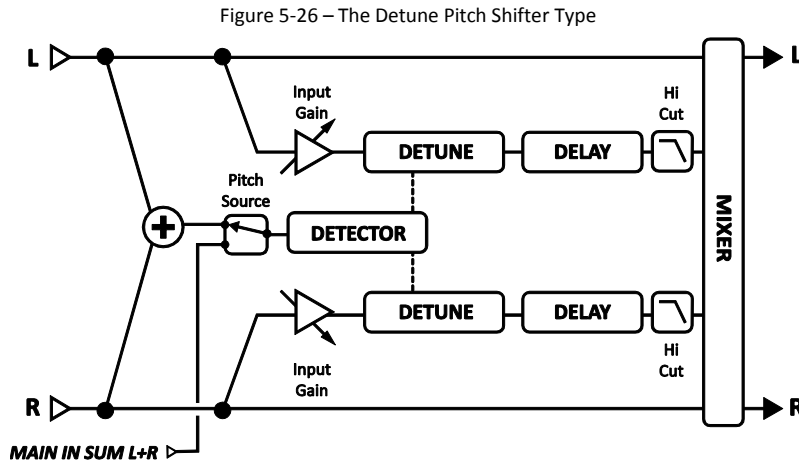 Figure 5-26 – The Detune Pitch Shifter Type
L
L
Input
Gain
Hi
Cut
DETUNE
DELAY
Pitch
Source
+
DETECTOR
MIXER
DETUNE
DELAY
Input
Gain
Hi
Cut
R
R
MAIN IN SUM L+R